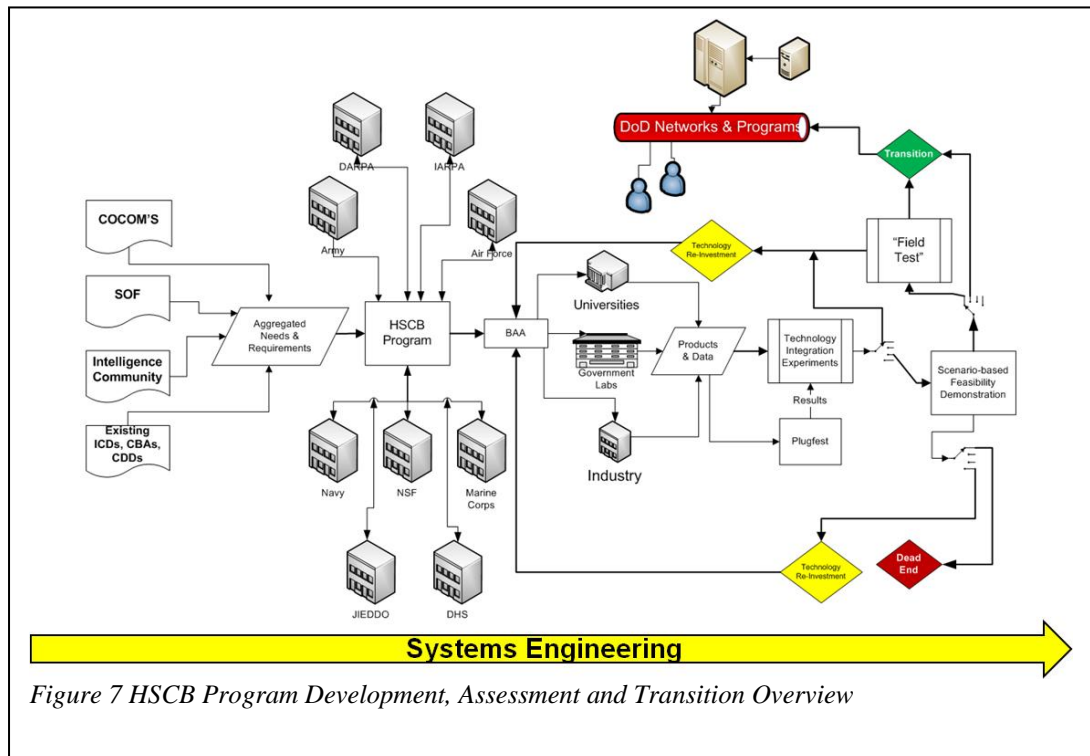 COCOM'S
SOF
Intelligence
Community
Existing
ICDs, CBAs,
CDDs
Aggregated
Needs &
Requirements
DARPA
IARPA
Army
Air Force
HSCB
Program
Navy
NSF
Marine
Corps
JIEDDO
DHS
BAA
Universities
Government
Labs
Industry
Products
& Data
Technology
Integration
Experiments
Results
Plugfest
Scenario-based
Feasibility
Demonstration
"Field
Test"
Transition
DoD Networks & Programs
Technology
Re-Investment
Technology
Re-Investment
Dead
End
Systems Engineering
Figure 7 HSCB Program Development, Assessment and Transition Overview